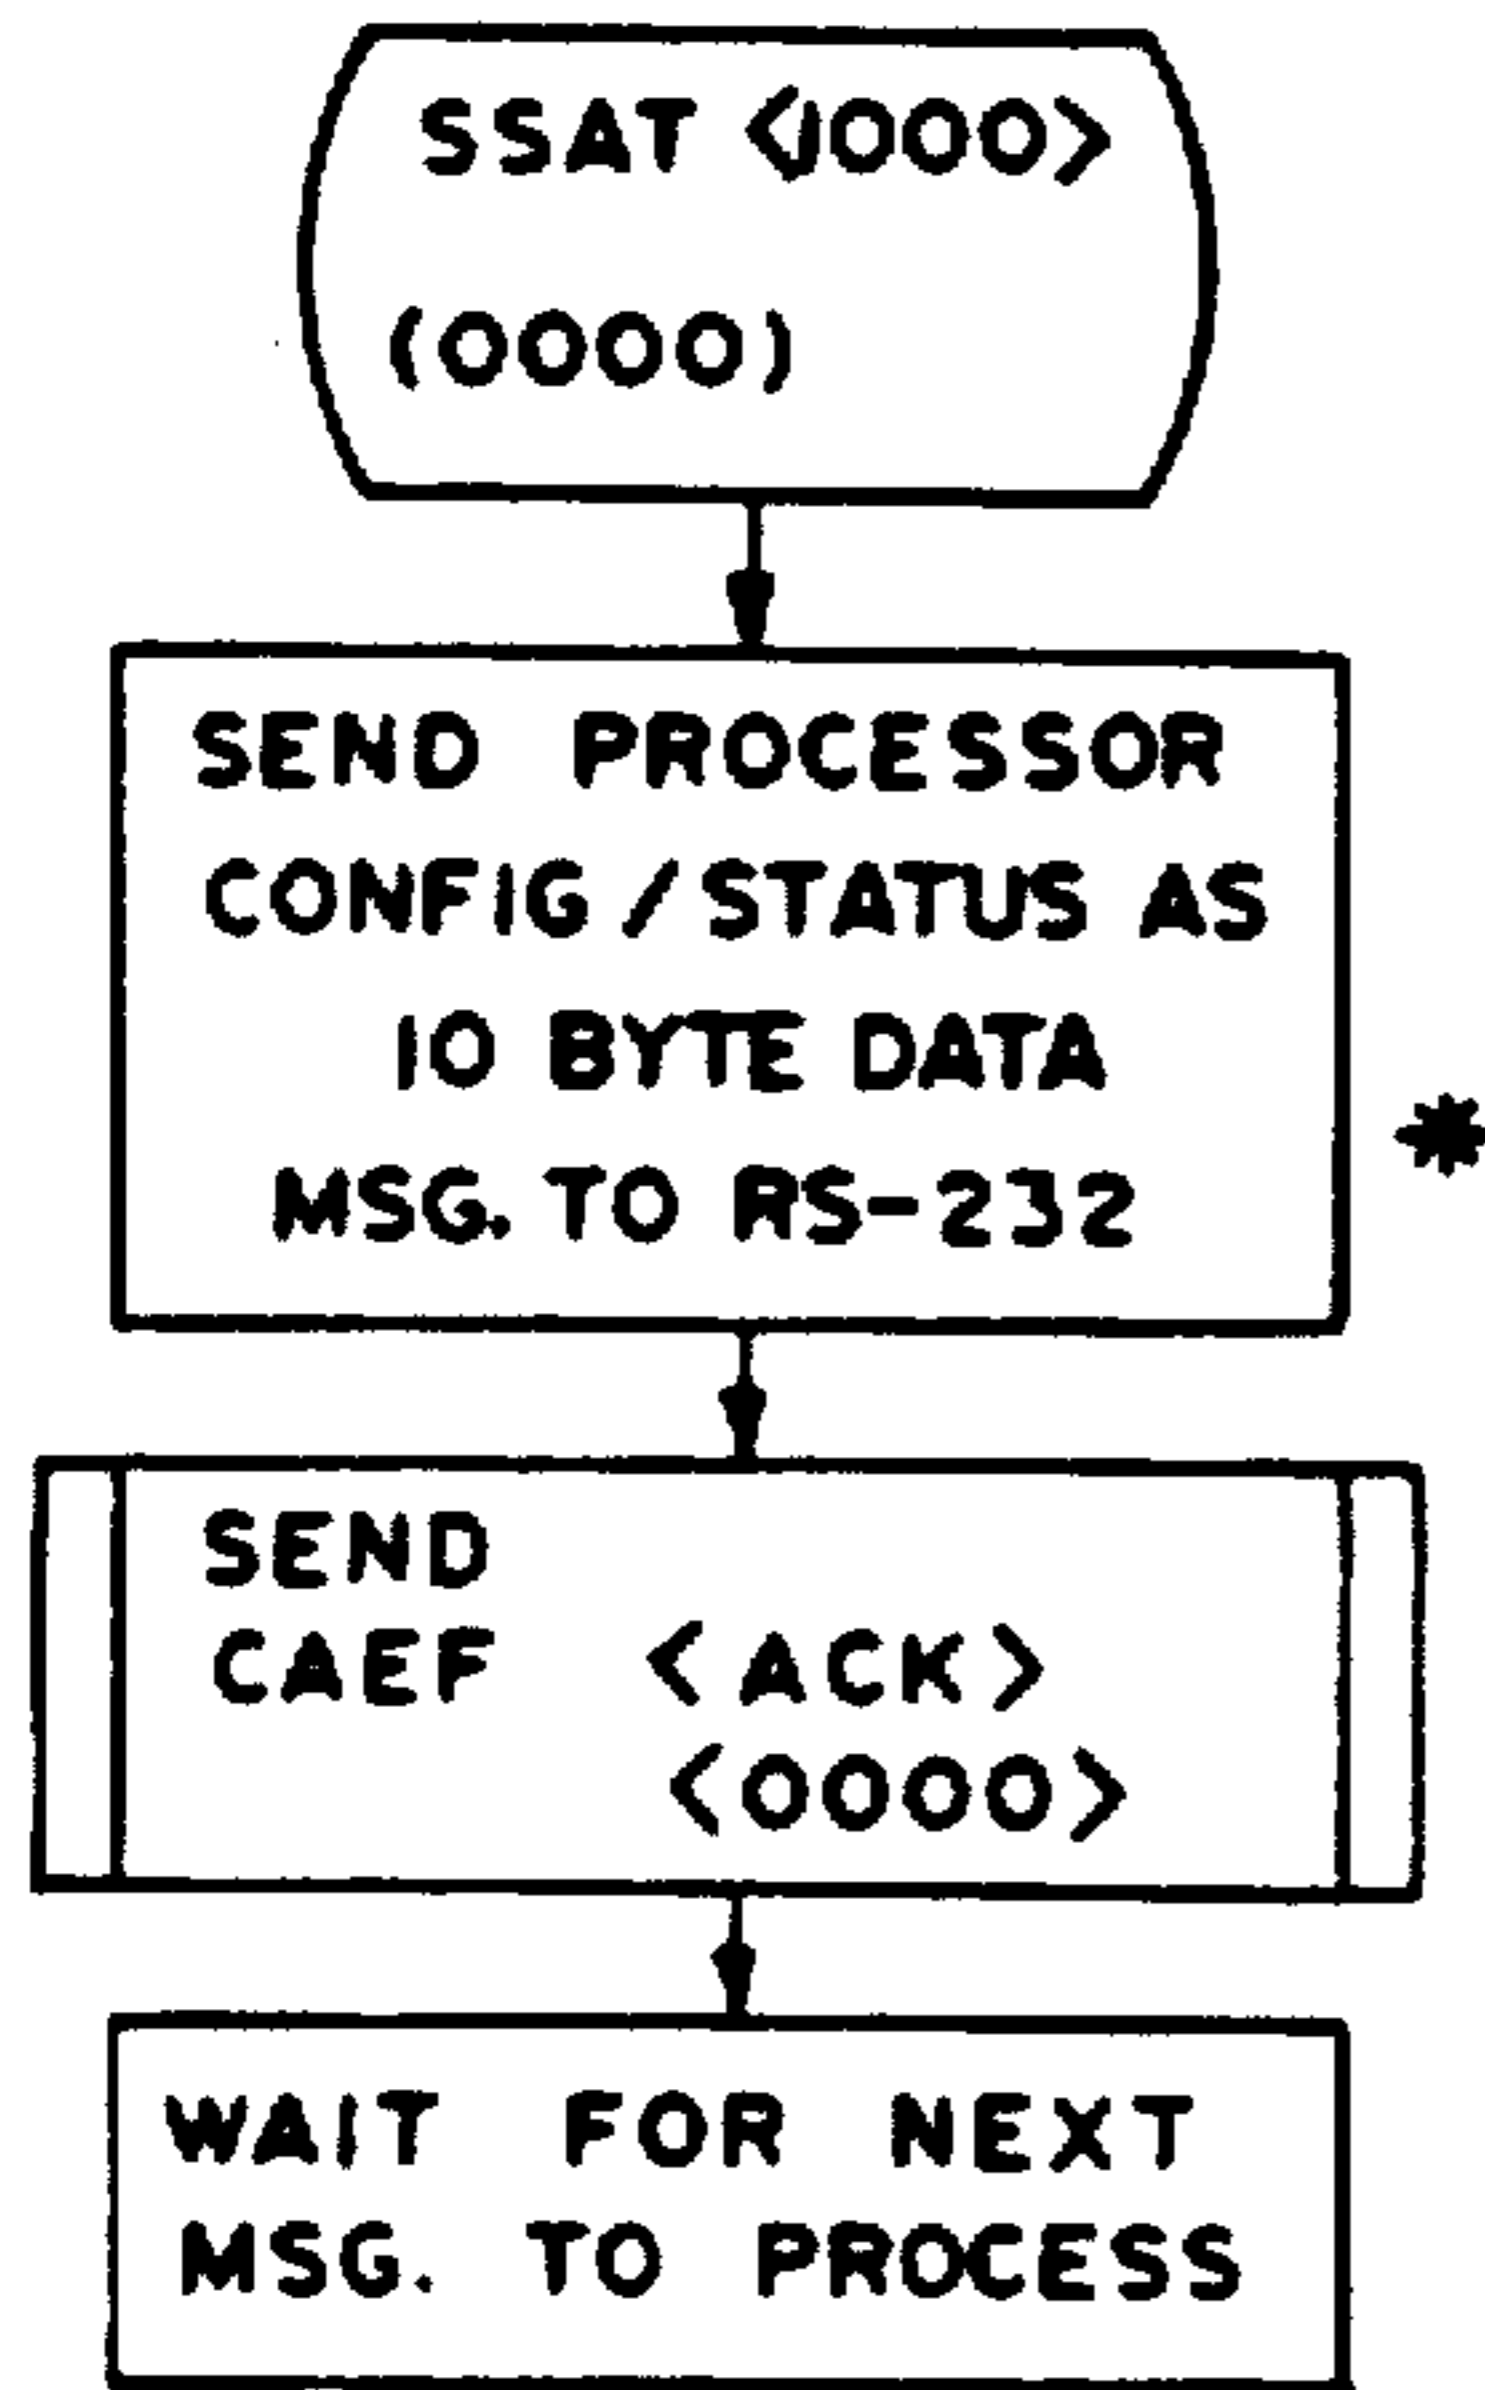 SSAT <1000>
(0000)
SEND PROCESSOR
CONFIG/STATUS AS
10 BYTE DATA
MSG. TO RS-232
*
SEND
CAEF <ACK>
<0000>
WAIT FOR NEXT
MSG. TO PROCESS